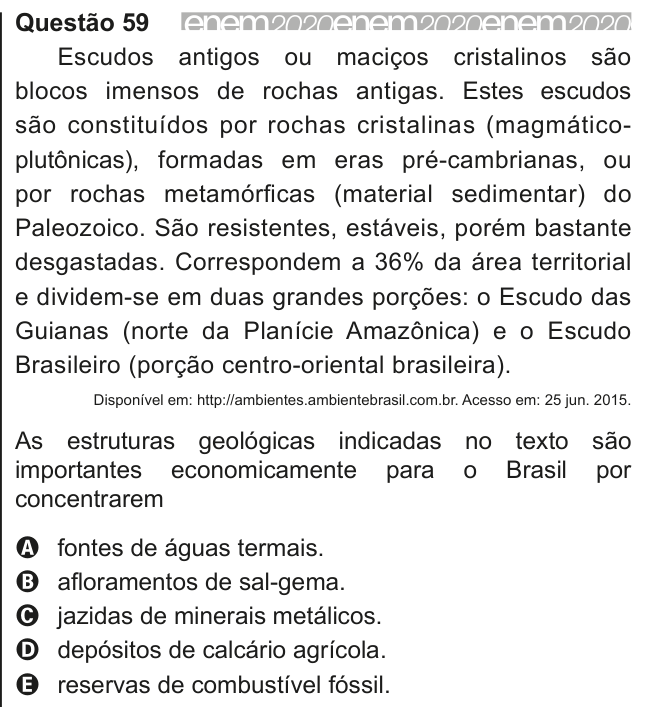 Questão 59 enem2020enem2020enem2020
Escudos antigos ou maciços cristalinos são
blocos imensos de rochas antigas. Estes escudos
são constituídos por rochas cristalinas (magmático-
plutônicas), formadas em eras pré-cambrianas, ou
por rochas metamórficas (material sedimentar) do
Paleozoico. São resistentes, estáveis, porém bastante
desgastadas. Correspondem a 36% da área territorial
e dividem-se em duas grandes porções: o Escudo das
Guianas (norte da Planície Amazônica) e o Escudo
Brasileiro (porção centro-oriental brasileira).
Disponível em: http://ambientes.ambientebrasil.com.br. Acesso em: 25 jun. 2015.
As estruturas geológicas indicadas no texto são
importantes economicamente para o Brasil por
concentrarem
A fontes de águas termais.
B afloramentos de sal-gema.
C jazidas de minerais metálicos.
D depósitos de calcário agrícola.
E reservas de combustível fóssil.